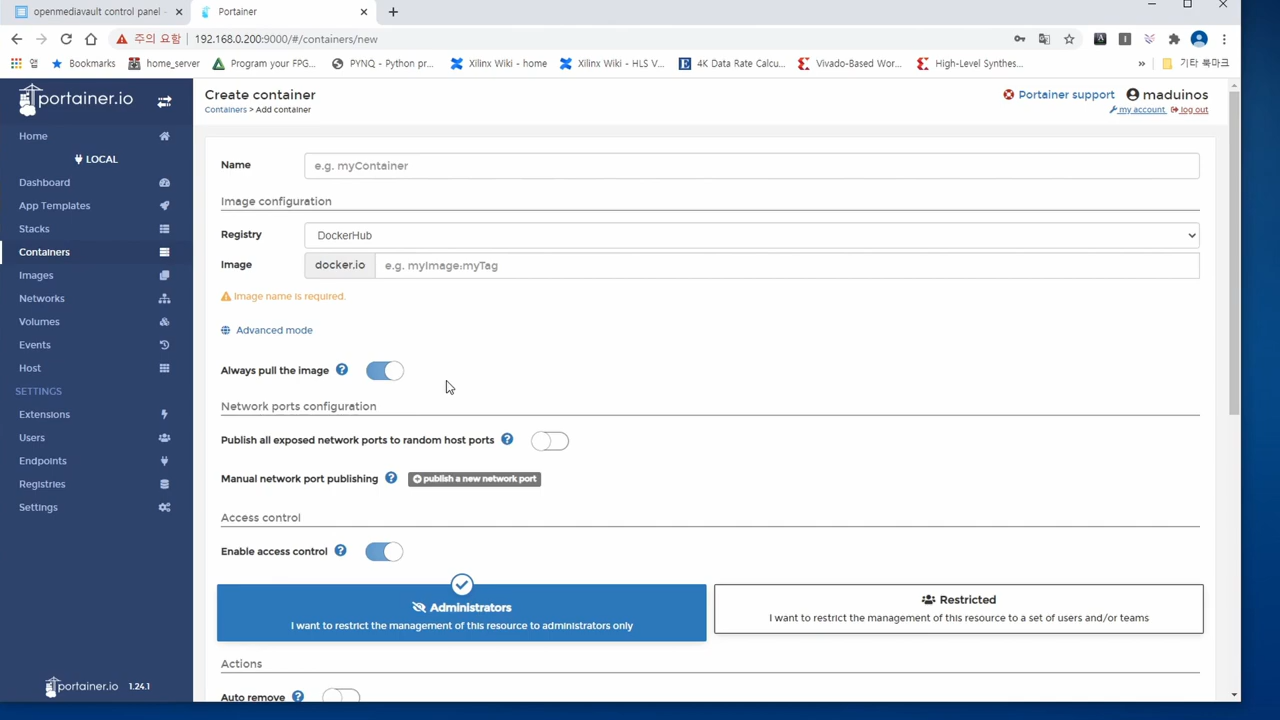 openmediavault control panel -
Portainer
주의 요함
192.168.0.200:9000/#/containers/new
앱
Bookmarks
home_server
Program your FPG...
PYNQ - Python pr...
Xilinx Wiki - home
Xilinx Wiki - HLS V...
4K Data Rate Calcu...
Vivado-Based Wor...
High-Level Synthes...
»
기타 북마크
portainer.io
Create container
Portainer support
maduinos
Containers > Add container
my account
log out
Home
LOCAL
Dashboard
App Templates
Stacks
Containers
Images
Networks
Volumes
Events
Host
SETTINGS
Extensions
Users
Endpoints
Registries
Settings
portainer.io 1.24.1
Name
e.g. myContainer
Image configuration
Registry
DockerHub
Image
docker.io
e.g. myImage:myTag
Image name is required.
Advanced mode
Always pull the image
Network ports configuration
Publish all exposed network ports to random host ports
Manual network port publishing
publish a new network port
Access control
Enable access control
Administrators
I want to restrict the management of this resource to administrators only
Restricted
I want to restrict the management of this resource to a set of users and/or teams
Actions
Auto remove